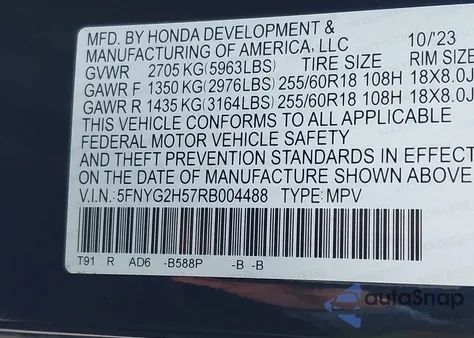 MFD. BY HONDA DEVELOPMENT &
MANUFACTURING OF AMERICA, LLC 10/'23
GVWR 2705 KG(5963LBS) TIRE SIZE RIM SIZE
GAWR F 1350 KG(2976LBS) 255/60R18 108H 18X8.0J
GAWR R 1435 KG(3164LBS) 255/60R18 108H 18X8.0J
THIS VEHICLE CONFORMS TO ALL APPLICABLE
FEDERAL MOTOR VEHICLE SAFETY
AND THEFT PREVENTION STANDARDS IN EFFECT
ON THE DATE OF MANUFACTURE SHOWN ABOVE
V.I.N.: 5FNYG2H57RB004488 TYPE: MPV
T91 R AD6 -B588P -B -B
autoSnap